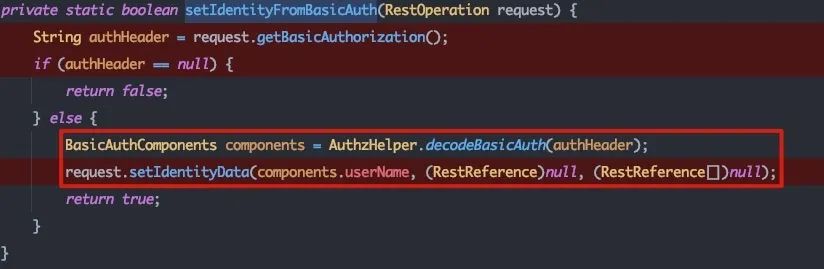 private static boolean setIdentityFromBasicAuth(RestOperation request) {
String authHeader = request.getBasicAuthorization();
if (authHeader == null) {
return false;
} else {
BasicAuthComponents components = AuthzHelper.decodeBasicAuth(authHeader);
request.setIdentityData(components.userName, (RestReference)null, (RestReference[])null);
return true;
}
}